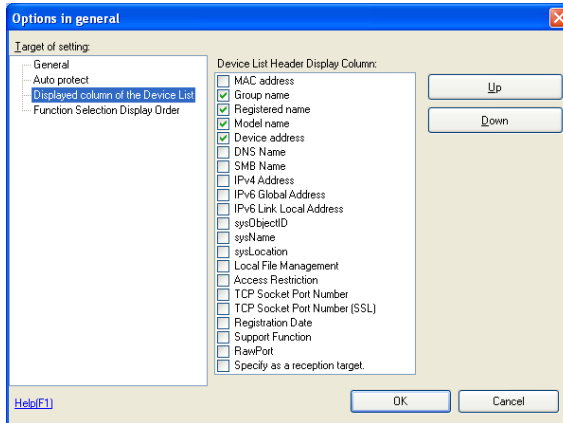 Options in general
Target of setting:
General
Auto protect
Displayed column of the Device List
Function Selection Display Order
Device List Header Display Column:
MAC address
Group name
Registered name
Model name
Device address
DNS Name
SMB Name
IPv4 Address
IPv6 Global Address
IPv6 Link Local Address
sysObjectID
sysName
sysLocation
Local File Management
Access Restriction
TCP Socket Port Number
TCP Socket Port Number (SSL)
Registration Date
Support Function
RawPort
Specify as a reception target.
Up
Down
Help(F1)
OK
Cancel